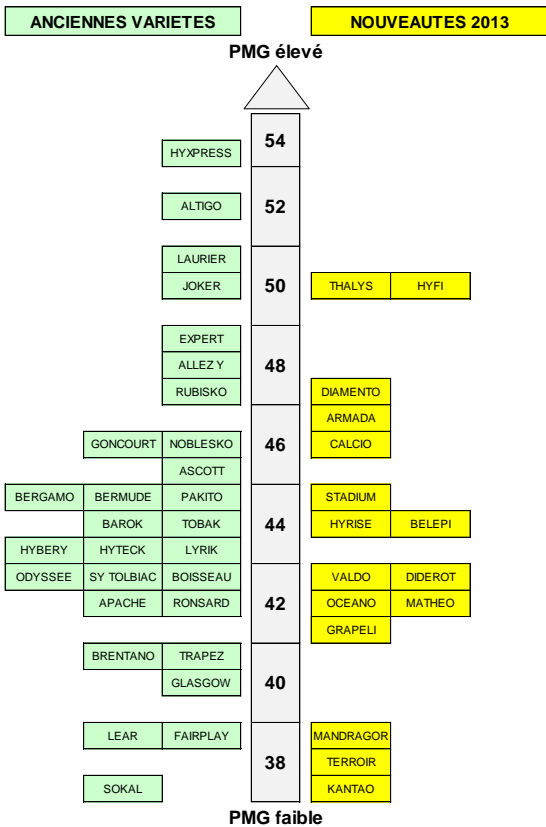 ANCIENNES VARIETES NOUVEAUTES 2013
PMG élevé
54
HYXPRESS
ALTIGO 52
LAURIER
JOKER 50 THALYS HYFI
EXPERT
ALLEZ Y 48
RUBISKO DIAMENTO
ARMADA
GONCOURT NOBLESKO 46 CALCIO
ASCOTT
BERGAMO BERMUDE PAKITO STADIUM
BAROK TOBAK 44 HYRISE BELEPI
HYBERY HYTECK LYRIK
ODYSSEE SY TOLBIAC BOISSEAU VALDO DIDEROT
APACHE RONSARD 42 OCEANO MATHEO
GRAPELI
BRENTANO TRAPEZ
GLASGOW 40
LEAR FAIRPLAY MANDRAGOR
38 TERROIR
SOKAL KANTAO
PMG faible